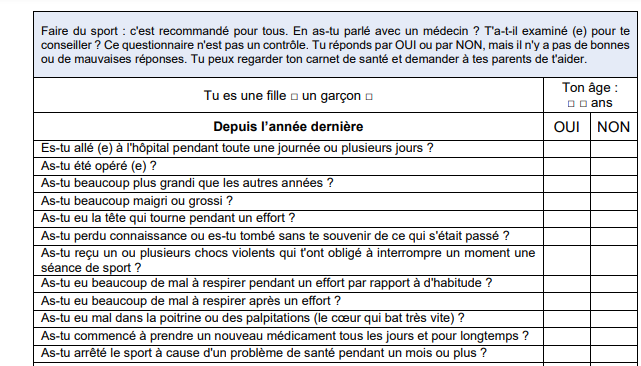 Faire du sport : c'est recommandé pour tous. En as-tu parlé avec un médecin ? T'a-t-il examiné (e) pour te
conseiller ? Ce questionnaire n'est pas un contrôle. Tu réponds par OUI ou par NON, mais il n'y a pas de bonnes
ou de mauvaises réponses. Tu peux regarder ton carnet de santé et demander à tes parents de t'aider.
Tu es une fille □ un garçon □
Ton âge :
□ □ ans
Depuis l'année dernière
OUI NON
Es-tu allé (e) à l'hôpital pendant toute une journée ou plusieurs jours ?
As-tu été opéré (e) ?
As-tu beaucoup plus grandi que les autres années ?
As-tu beaucoup maigri ou grossi ?
As-tu eu la tête qui tourne pendant un effort ?
As-tu perdu connaissance ou es-tu tombé sans te souvenir de ce qui s'était passé ?
As-tu reçu un ou plusieurs chocs violents qui t'ont obligé à interrompre un moment une
séance de sport ?
As-tu eu beaucoup de mal à respirer pendant un effort par rapport à d'habitude ?
As-tu eu beaucoup de mal à respirer après un effort ?
As-tu eu mal dans la poitrine ou des palpitations (le cœur qui bat très vite) ?
As-tu commencé à prendre un nouveau médicament tous les jours et pour longtemps ?
As-tu arrêté le sport à cause d'un problème de santé pendant un mois ou plus ?